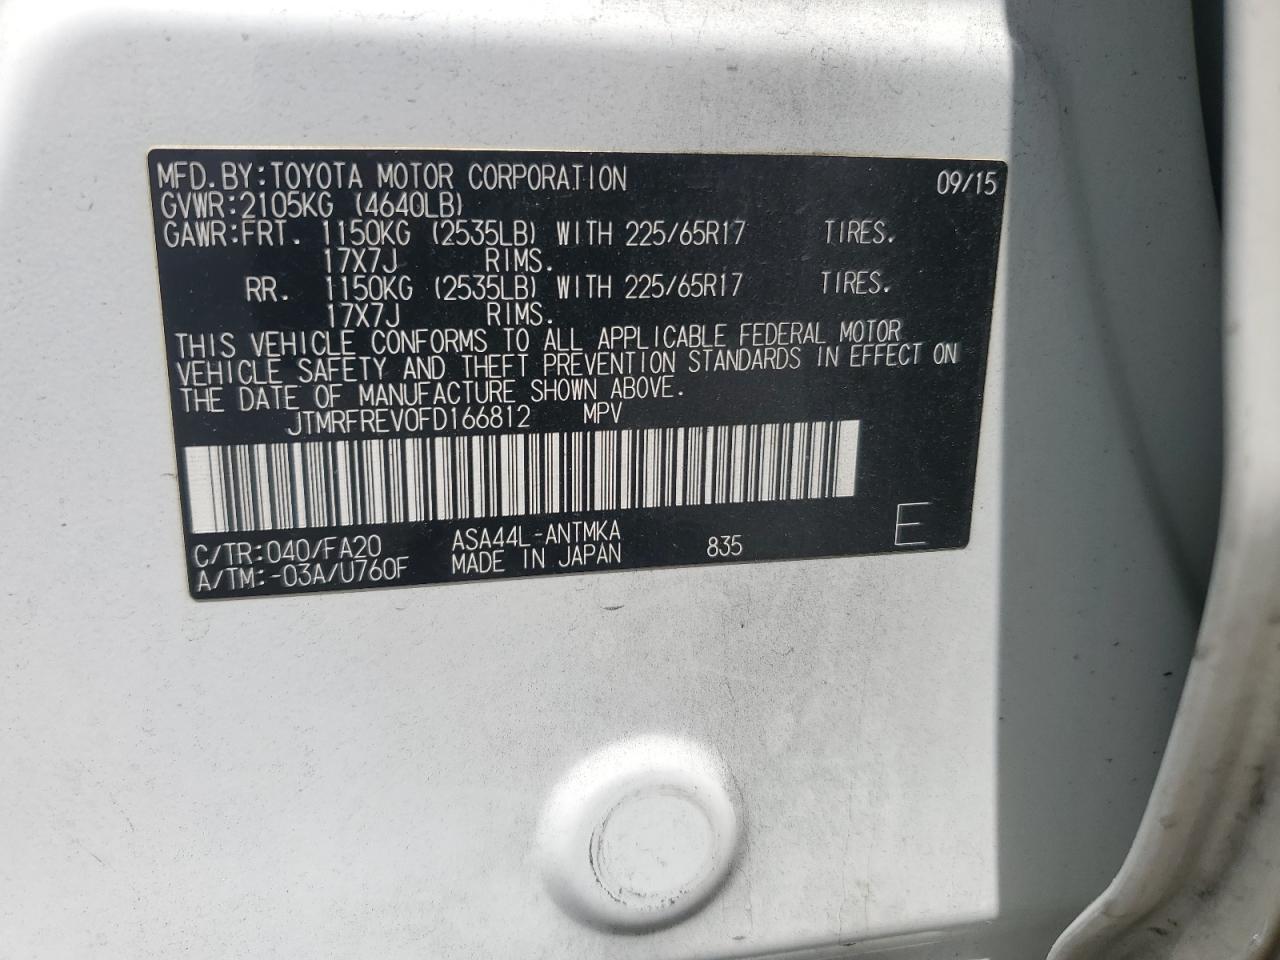 MFD.BY:TOYOTA MOTOR CORPORATION 09/15
GVWR:2105KG (4640LB)
GAWR:FRT. 1150KG (2535LB) WITH 225/65R17 TIRES.
17X7J RIMS.
RR. 1150KG (2535LB) WITH 225/65R17 TIRES.
17X7J RIMS.
THIS VEHICLE CONFORMS TO ALL APPLICABLE FEDERAL MOTOR
VEHICLE SAFETY AND THEFT PREVENTION STANDARDS IN EFFECT ON
THE DATE OF MANUFACTURE SHOWN ABOVE.
JTMRFREV0FD166812 MPV
C/TR:040/FA20 ASA44L-ANTMKA 835 E
A/TM:-03A/U760F MADE IN JAPAN